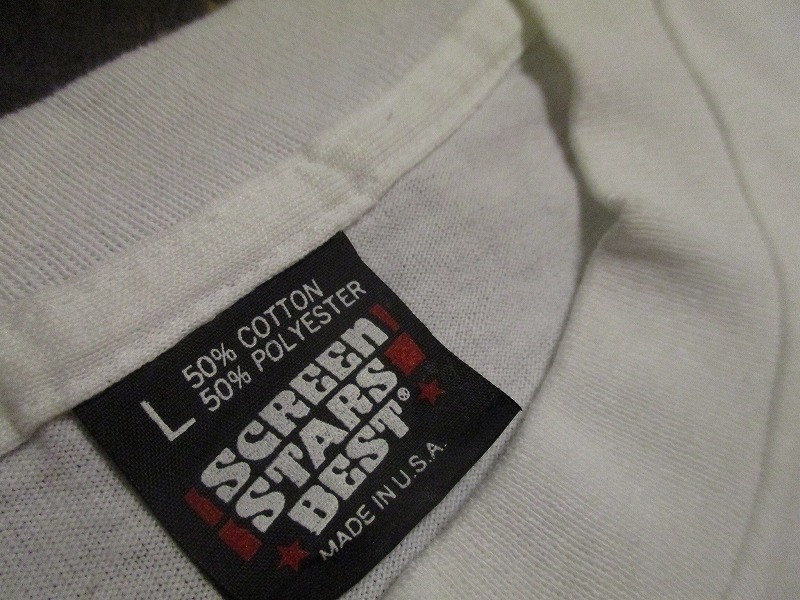 L
50% COTTON
50% POLYESTER
SCREEN
STARS
BEST®
MADE IN U.S.A.